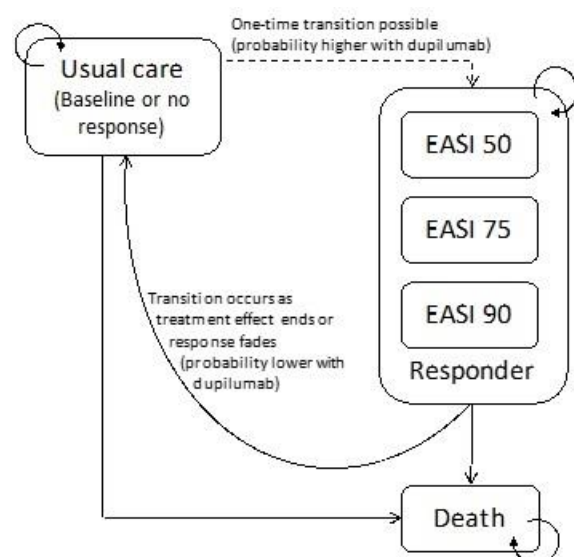 One-time transition possible
(probability higher with dupilumab)
Usual care
(Baseline or no
response)
EASI 50
EASI 75
EASI 90
Responder
Transition occurs as
treatment effect ends or
response fades
(probability lower with
dupilumab)
Death